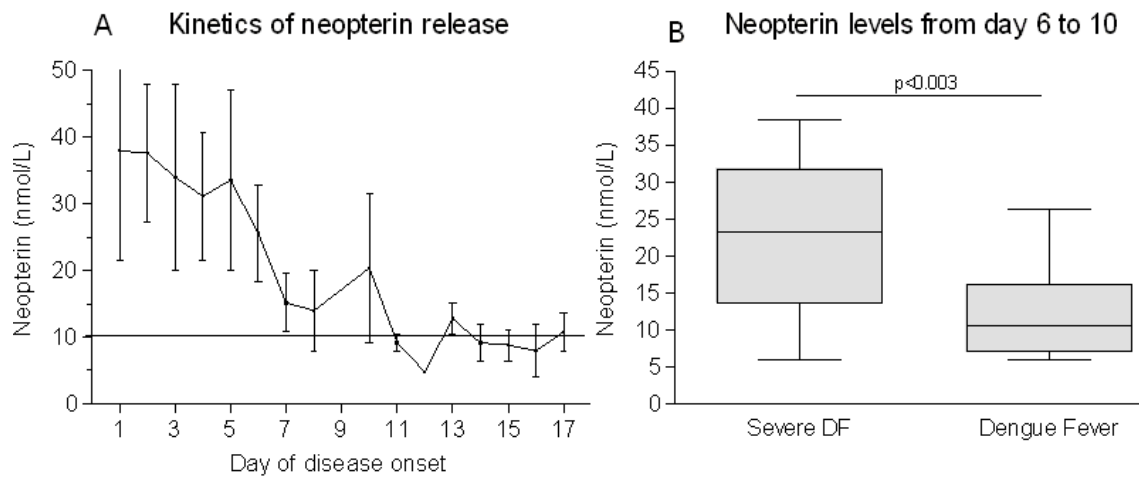 A Kinetics of neopterin release
50
40
30
20
10
0
Neopterin (nmol/L)
1 3 5 7 9 11 13 15 17
Day of disease onset
B Neopterin levels from day 6 to 10
p<0.003
45
40
35
30
25
20
15
10
5
0
Neopterin (nmol/L)
Severe DF Dengue Fever